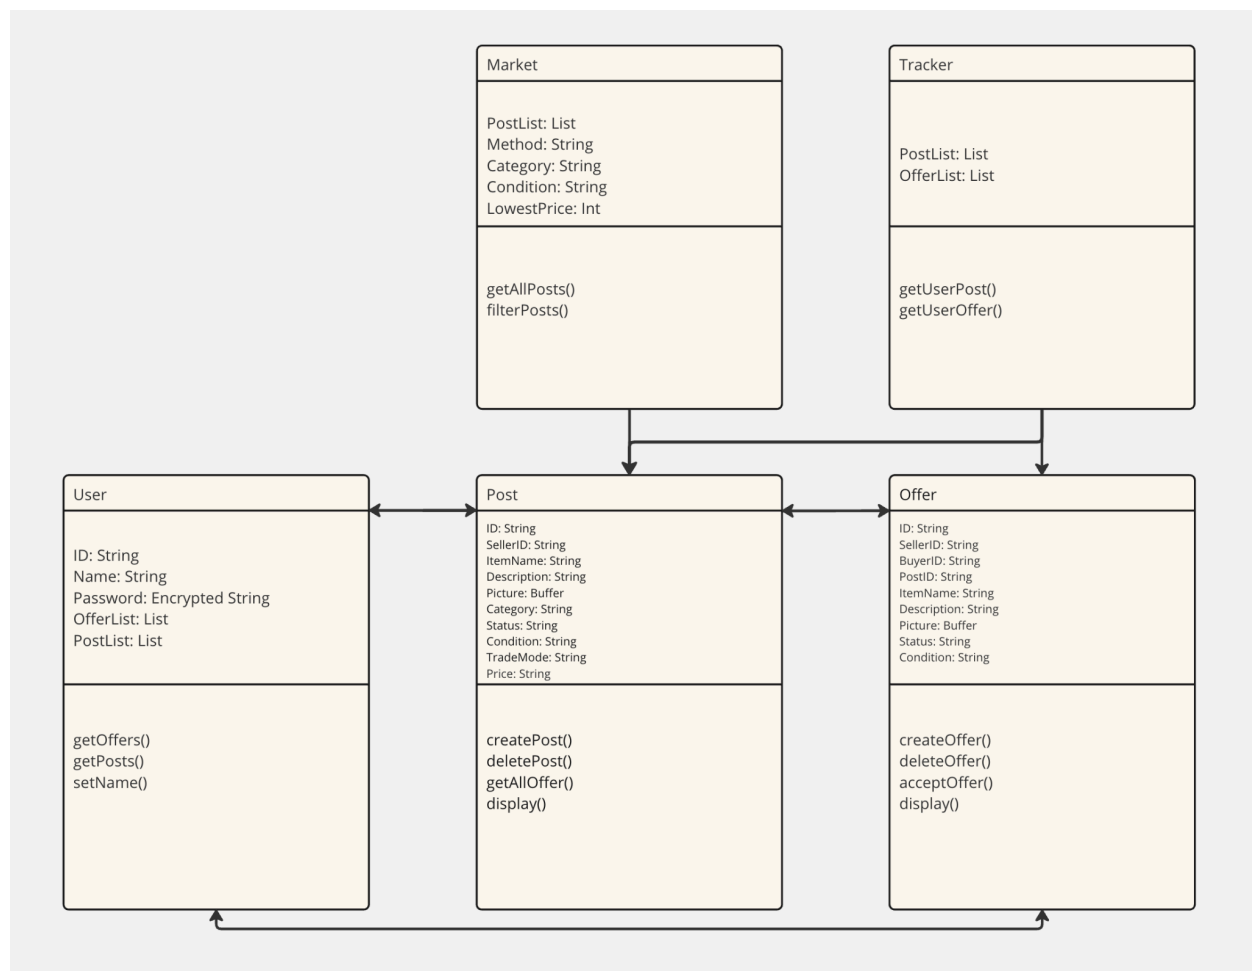 Market
PostList: List
Method: String
Category: String
Condition: String
LowestPrice: Int
getAllPosts()
filterPosts()
Tracker
PostList: List
OfferList: List
getUserPost()
getUserOffer()
User
ID: String
Name: String
Password: Encrypted String
OfferList: List
PostList: List
getOffers()
getPosts()
setName()
Post
ID: String
SellerID: String
ItemName: String
Description: String
Picture: Buffer
Category: String
Status: String
Condition: String
TradeMode: String
Price: String
createPost()
deletePost()
getAllOffer()
display()
Offer
ID: String
SellerID: String
BuyerID: String
PostID: String
ItemName: String
Description: String
Picture: Buffer
Status: String
Condition: String
createOffer()
deleteOffer()
acceptOffer()
display()